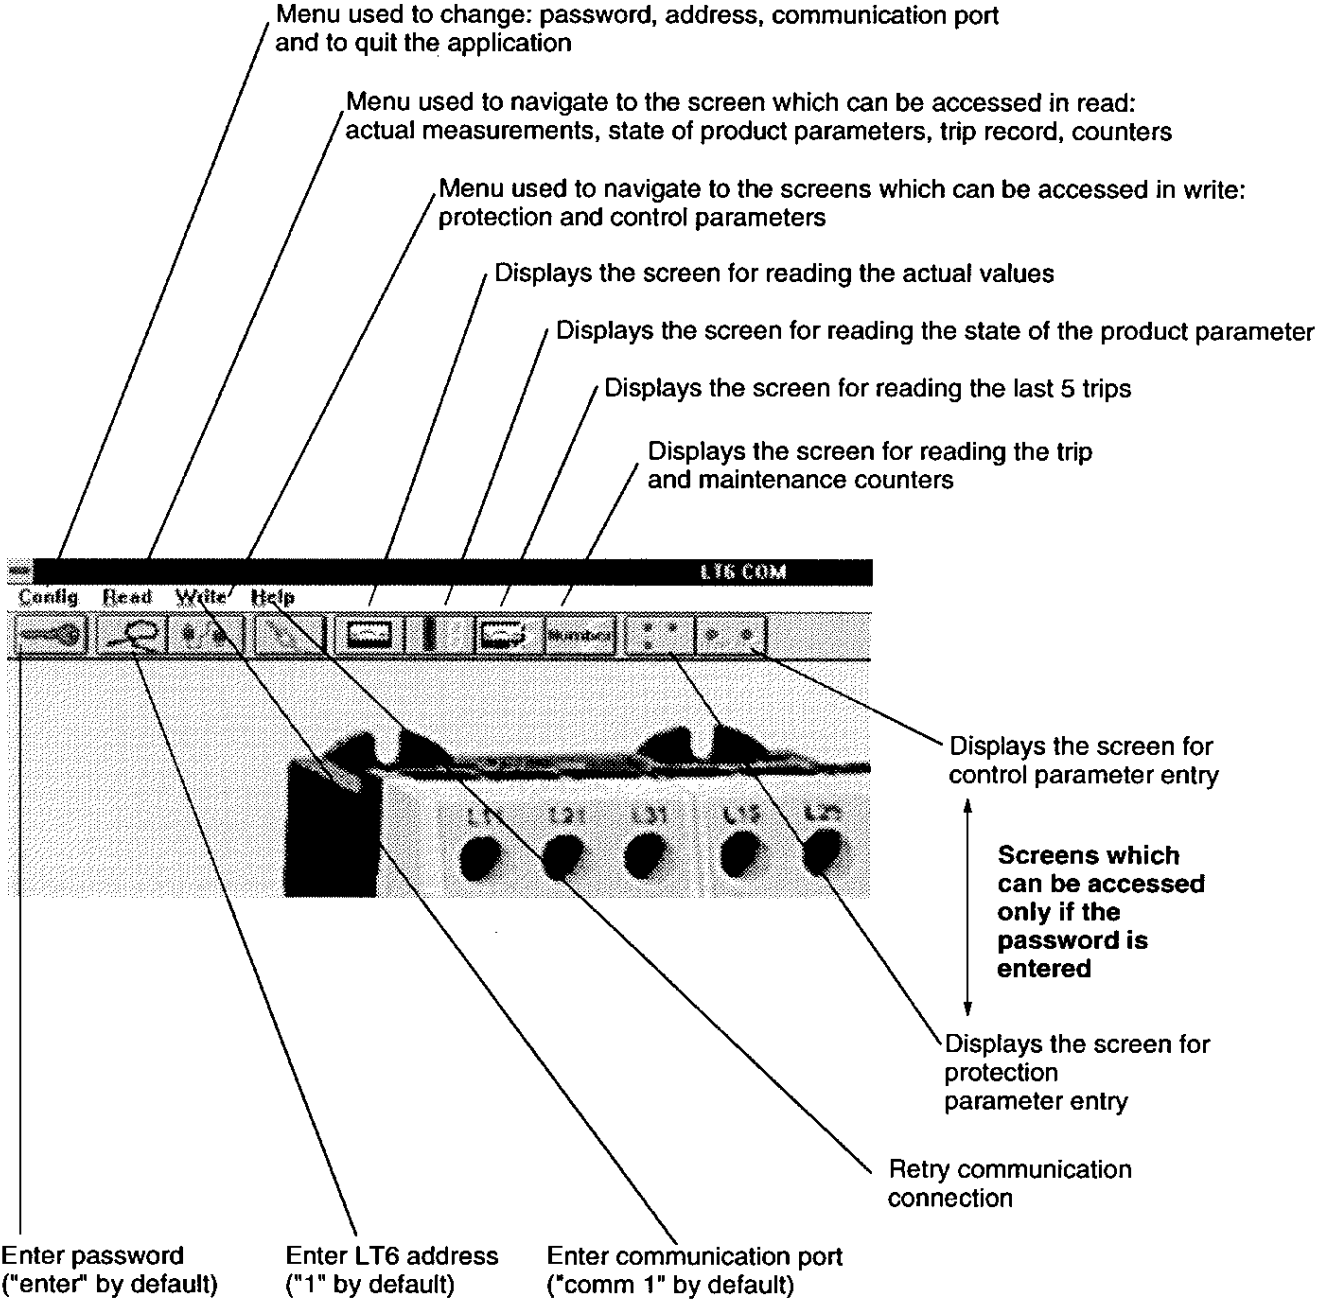 Menu used to change: password, address, communication port
and to quit the application
Menu used to navigate to the screen which can be accessed in read:
actual measurements, state of product parameters, trip record, counters
Menu used to navigate to the screens which can be accessed in write:
protection and control parameters
Displays the screen for reading the actual values
Displays the screen for reading the state of the product parameter
Displays the screen for reading the last 5 trips
Displays the screen for reading the trip
and maintenance counters
LT6 COM
Config Read Write Help
Number
Displays the screen for
control parameter entry
L21 L31 L1S L2S
Screens which
can be accessed
only if the
password is
entered
Displays the screen for
protection
parameter entry
Retry communication
connection
Enter password
("enter" by default)
Enter LT6 address
("1" by default)
Enter communication port
("comm 1" by default)